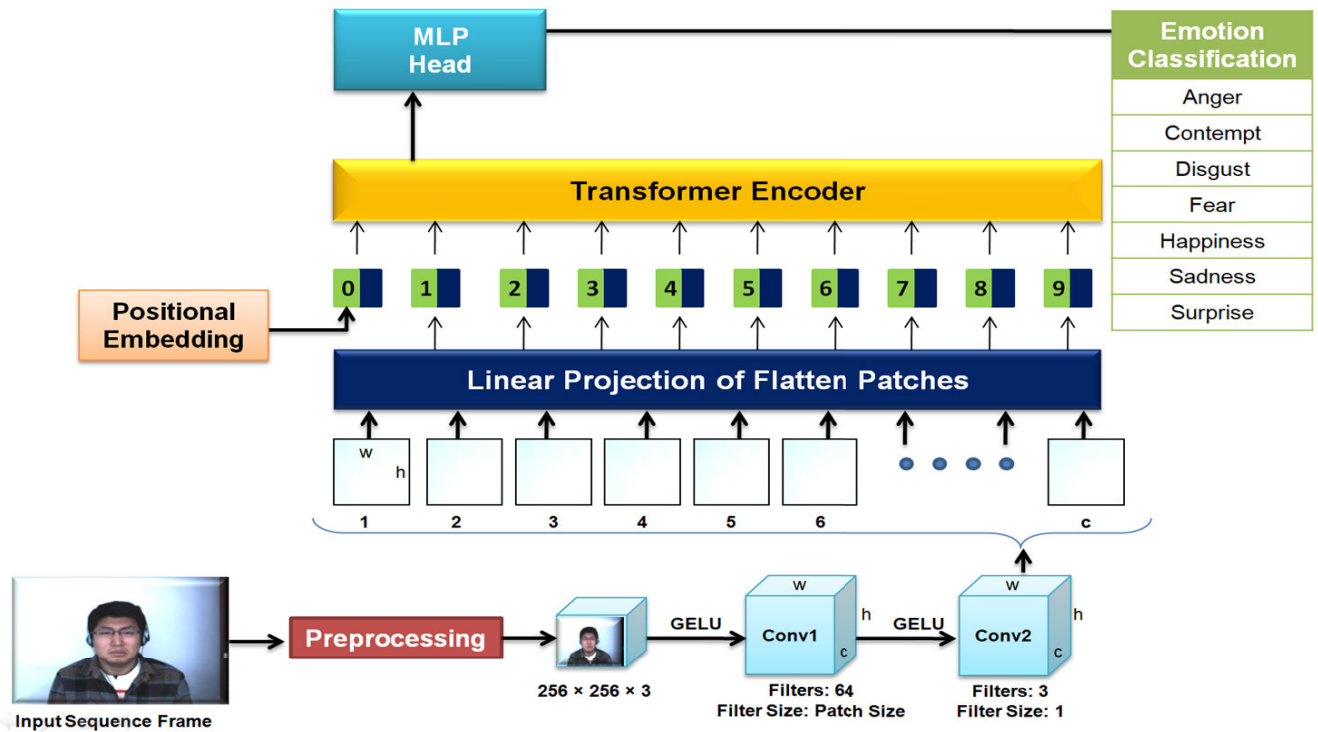 MLP
Head
Emotion
Classification
Anger
Contempt
Disgust
Fear
Happiness
Sadness
Surprise
Transformer Encoder
0 1 2 3 4 5 6 7 8 9
Positional
Embedding
Linear Projection of Flatten Patches
w
h
1 2 3 4 5 6 c
Input Sequence Frame
Preprocessing
256 × 256 × 3
GELU
w
h
Conv1
c
Filters: 64
Filter Size: Patch Size
GELU
w
h
Conv2
c
Filters: 3
Filter Size: 1